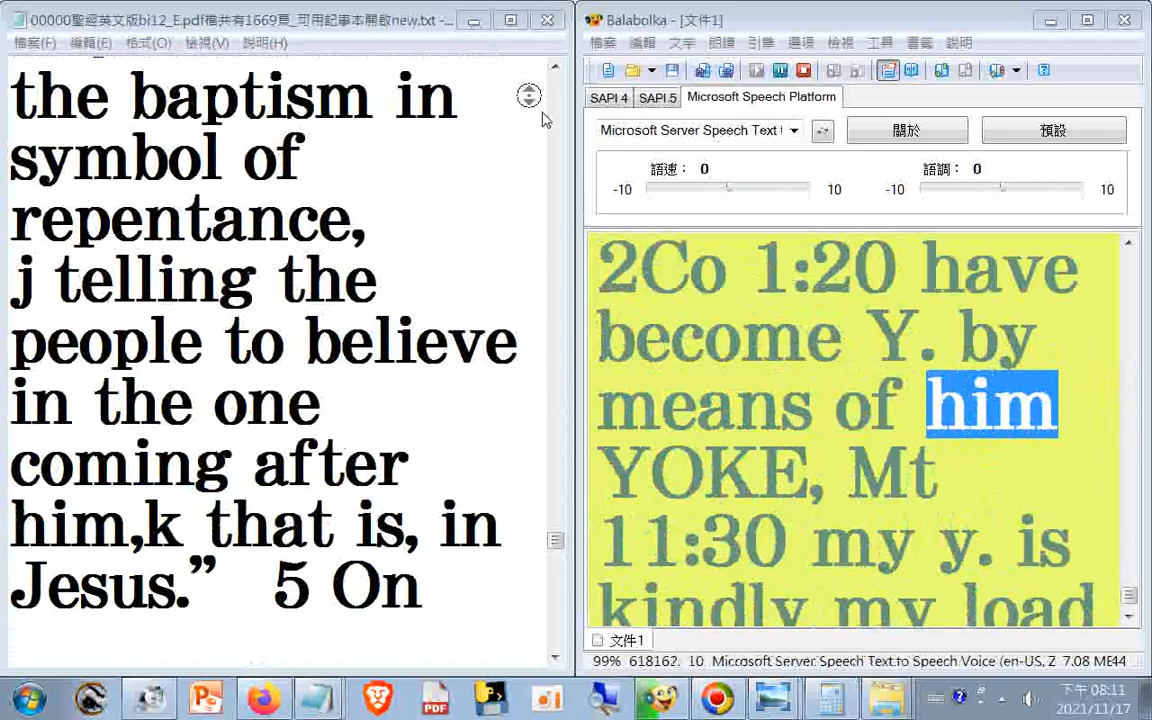 00000聖經英文版bi12_E.pdf檔共有1669頁_可用記事本開啟new.txt -...
檔案(F) 編輯(E) 格式(O) 檢視(V) 說明(H)
the baptism in
symbol of
repentance,
j telling the
people to believe
in the one
coming after
him,k that is, in
Jesus.” 5 On
Balabolka - [文件1]
檔案 編輯 文字 朗讀 引擎 選項 檢視 工具 書籤 說明
SAPI 4 SAPI 5 Microsoft Speech Platform
Microsoft Server Speech Text 關於 預設
語速： 0 語調： 0
-10 10 -10 10
2Co 1:20 have
become Y. by
means of him
YOKE, Mt
11:30 my y. is
kindly my load
文件1
99% 618162. 10 Microsoft Server Speech Text to Speech Voice (en-US, Z 7.08 ME44
PDF
下午 08:11
2021/11/17